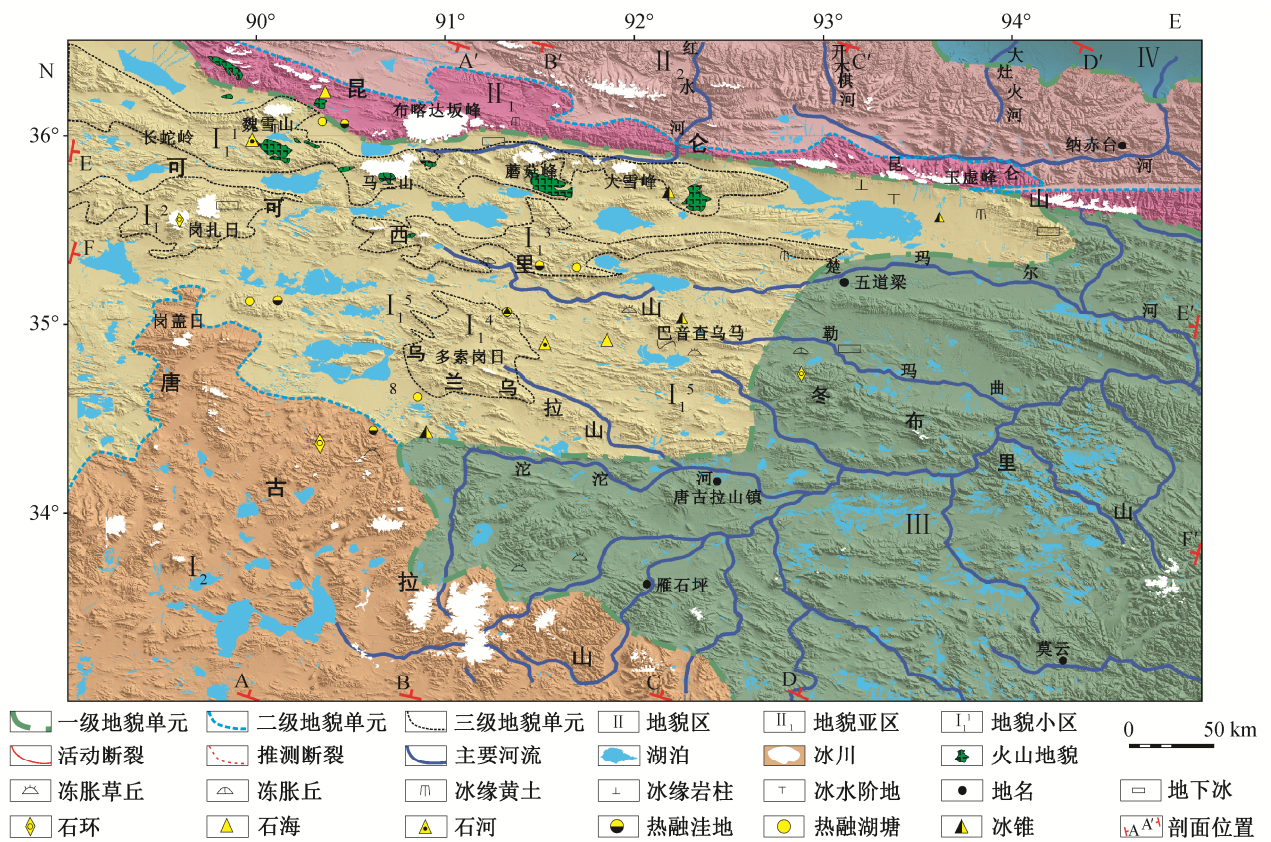 90° 91° 92° 93° 94° E
N
36°
35°
34°
A′ B′ C′ D′
E
F
E′
F′
A B C D
II₂
IV
II₁
I₁¹
I₁²
I₁³
I₁⁴
I₁⁵
I₁⁵
I₂
III
8
7
昆
仑
山
昆
仑
红水河
开木棋河
大灶火河
布喀达坂峰
纳赤台
河
玉虚峰
长蛇岭
魏雪山
可
可
西
里
山
马兰山
蘑菇峰
大雪峰
岗扎日
楚
玛
尔
河
五道梁
岗盖日
巴音查乌马
勒
玛
曲
多索岗日
乌
兰
乌
拉
山
冬
布
里
山
唐
古
拉
山
沱
沱
河
唐古拉山镇
雁石坪
莫云
一级地貌单元 二级地貌单元 三级地貌单元 II 地貌区 II₁ 地貌亚区 I₁¹ 地貌小区 0 50 km
活动断裂 推测断裂 主要河流 湖泊 冰川 火山地貌
冻胀草丘 冻胀丘 冰缘黄土 冰缘岩柱 冰水阶地 地名 地下冰
石环 石海 石河 热融洼地 热融湖塘 冰锥 A A′ 剖面位置